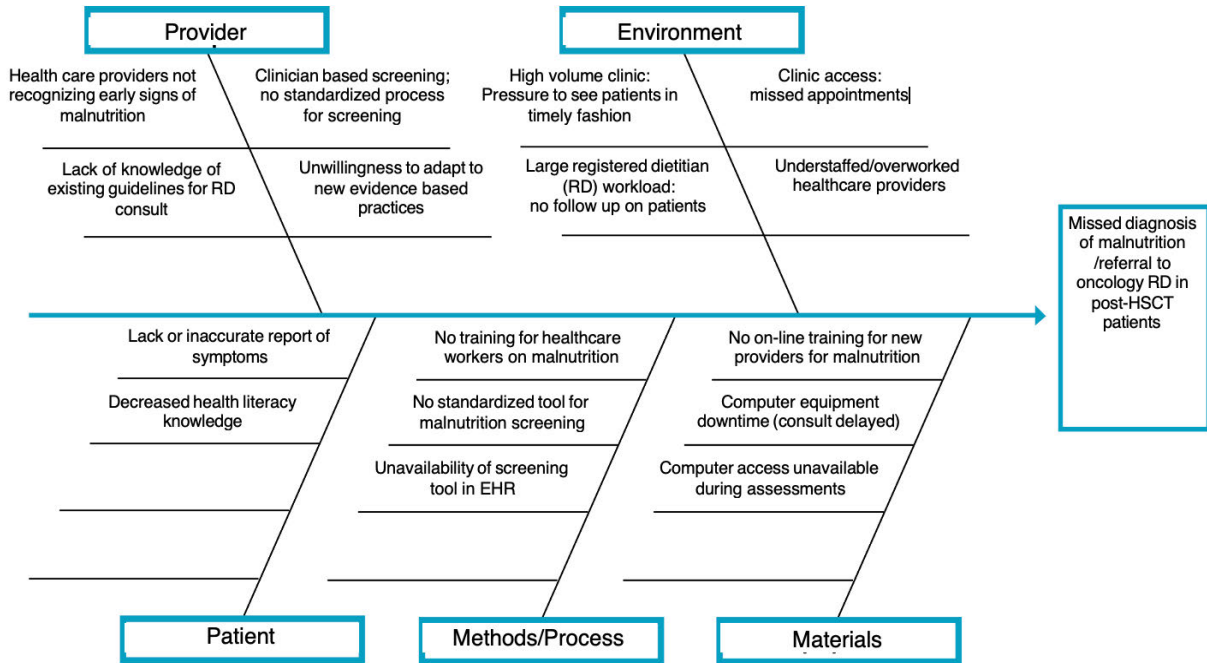 Provider
Environment
Health care providers not
recognizing early signs of
malnutrition
Clinician based screening;
no standardized process
for screening
High volume clinic:
Pressure to see patients in
timely fashion
Clinic access:
missed appointments
Lack of knowledge of
existing guidelines for RD
consult
Unwillingness to adapt to
new evidence based
practices
Large registered dietitian
(RD) workload:
no follow up on patients
Understaffed/overworked
healthcare providers
Missed diagnosis
of malnutrition
/referral to
oncology RD in
post-HSCT
patients
Lack or inaccurate report of
symptoms
Decreased health literacy
knowledge
No training for healthcare
workers on malnutrition
No standardized tool for
malnutrition screening
Unavailability of screening
tool in EHR
No on-line training for new
providers for malnutrition
Computer equipment
downtime (consult delayed)
Computer access unavailable
during assessments
Patient
Methods/Process
Materials